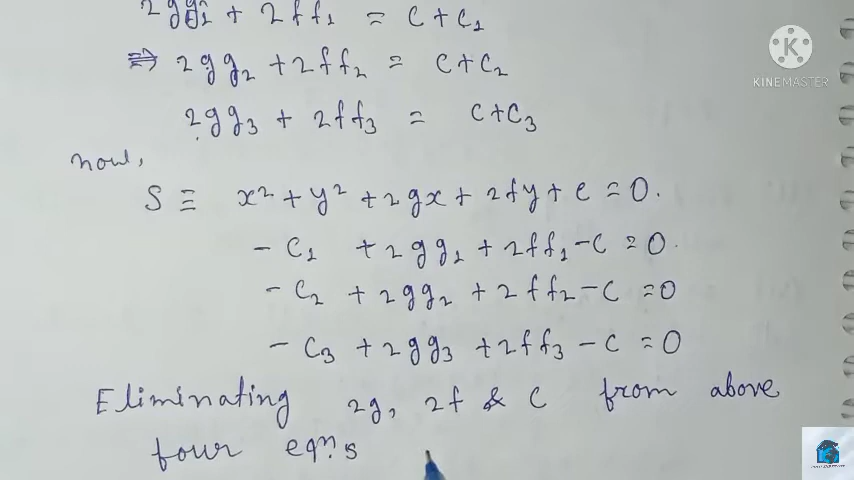 2gg₁ + 2ff₁ = c + c₁
⇒ 2gg₂ + 2ff₂ = c + c₂
2gg₃ + 2ff₃ = c + c₃
now,
S ≡ x² + y² + 2gx + 2fy + c = 0.
- c₁ + 2gg₁ + 2ff₁ - c = 0.
- c₂ + 2gg₂ + 2ff₂ - c = 0
- c₃ + 2gg₃ + 2ff₃ - c = 0
Eliminating 2g, 2f & c from above
four eqn.s
K
KINEMASTER